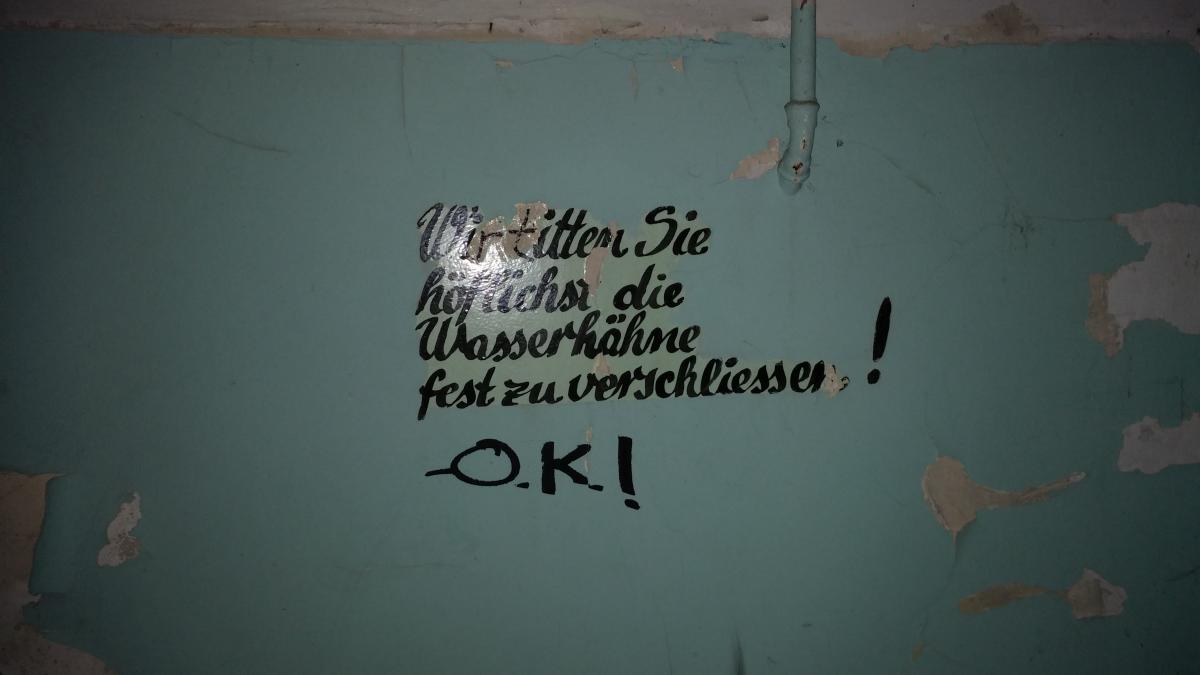 Wir bitten Sie
höflichst die
Wasserhähne
fest zu verschliessen!
O.K.!